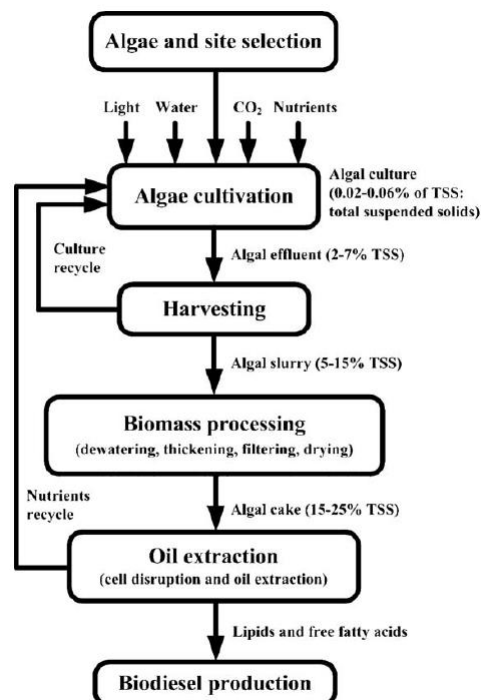 Algae and site selection
Light Water CO₂ Nutrients
Algae cultivation
Algal culture
(0.02-0.06% of TSS:
total suspended solids)
Culture
recycle
Algal effluent (2-7% TSS)
Harvesting
Algal slurry (5-15% TSS)
Biomass processing
(dewatering, thickening, filtering, drying)
Nutrients
recycle
Algal cake (15-25% TSS)
Oil extraction
(cell disruption and oil extraction)
Lipids and free fatty acids
Biodiesel production